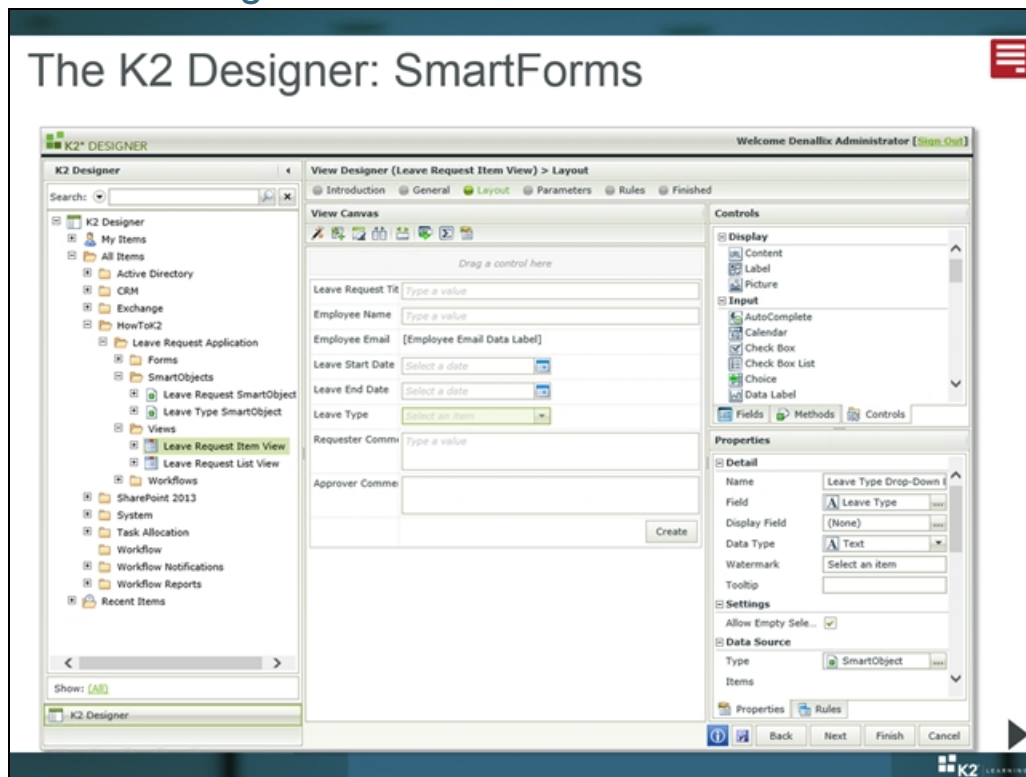 The K2 Designer: SmartForms
K2* DESIGNER
Welcome Denallix Administrator [Sign Out]
K2 Designer
View Designer (Leave Request Item View) > Layout
Search:
Introduction General Layout Parameters Rules Finished
K2 Designer
My Items
All Items
Active Directory
CRM
Exchange
HowToK2
Leave Request Application
Forms
SmartObjects
Leave Request SmartObject
Leave Type SmartObject
Views
Leave Request Item View
Leave Request List View
Workflows
SharePoint 2013
System
Task Allocation
Workflow
Workflow Notifications
Workflow Reports
Recent Items
Show: (All)
K2 Designer
View Canvas
Drag a control here
Leave Request Tit Type a value
Employee Name Type a value
Employee Email [Employee Email Data Label]
Leave Start Date Select a date
Leave End Date Select a date
Leave Type Select an item
Requester Comm Type a value
Approver Comme
Create
Controls
Display
Content
Label
Picture
Input
AutoComplete
Calendar
Check Box
Check Box List
Choice
Data Label
Fields Methods Controls
Properties
Detail
Name Leave Type Drop-Down
Field A Leave Type ...
Display Field (None) ...
Data Type A Text
Watermark Select an item
Tooltip
Settings
Allow Empty Sele...
Data Source
Type SmartObject ...
Items
Properties Rules
Back Next Finish Cancel
K2 LEARNING